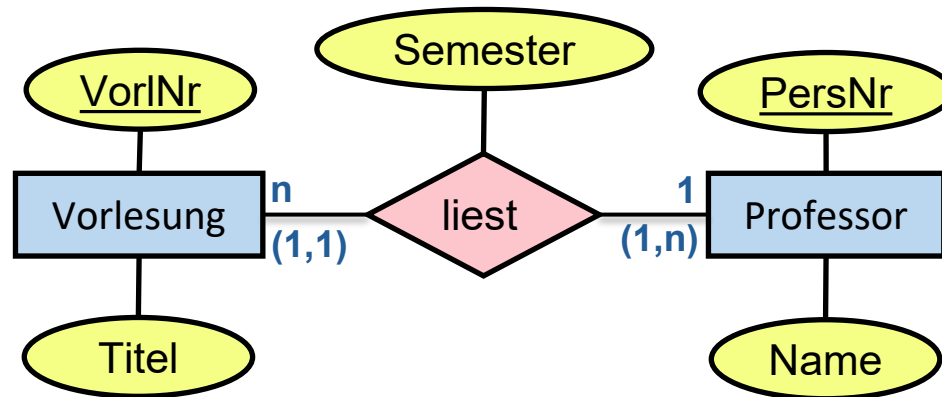 Semester
VorlNr
PersNr
Vorlesung
n
(1,1)
liest
1
(1,n)
Professor
Titel
Name